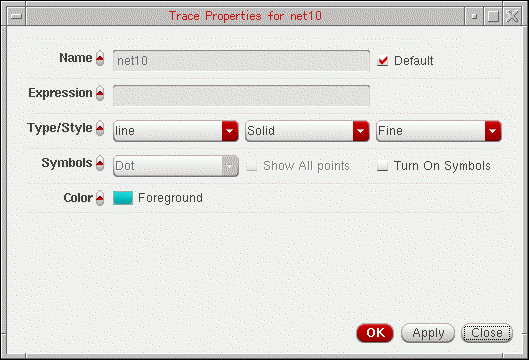 Trace Properties for net10
Name net10 Default
Expression
Type/Style line Solid Fine
Symbols Dot Show All points Turn On Symbols
Color Foreground
OK Apply Close